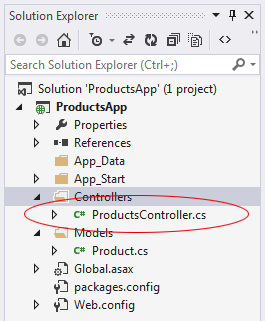 Solution Explorer
Search Solution Explorer (Ctrl+;)
Solution 'ProductsApp' (1 project)
ProductsApp
Properties
References
App_Data
App_Start
Controllers
C# ProductsController.cs
Models
C# Product.cs
Global.asax
packages.config
Web.config